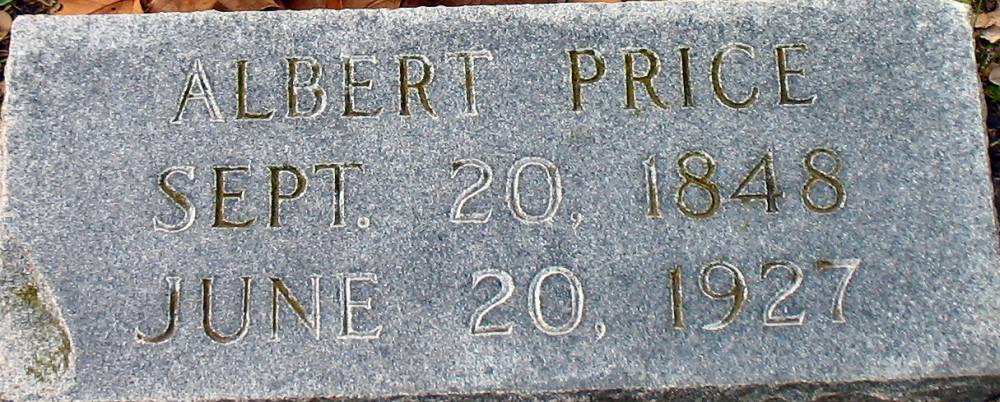 ALBERT PRICE
SEPT. 20, 1848
JUNE 20, 1927